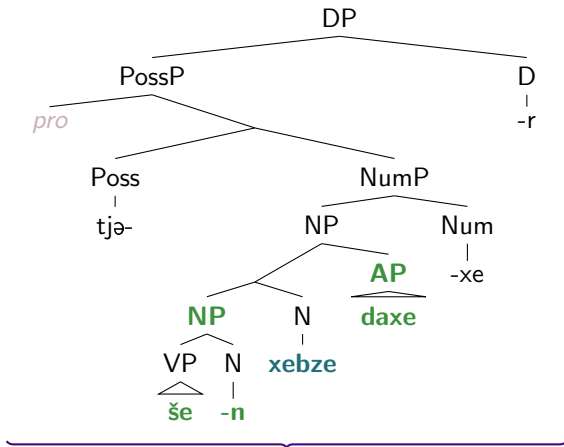 DP
PossP D
pro -r
Poss NumP
tjə- NP Num
AP -xe
NP N daxe
VP N xebze
še -n